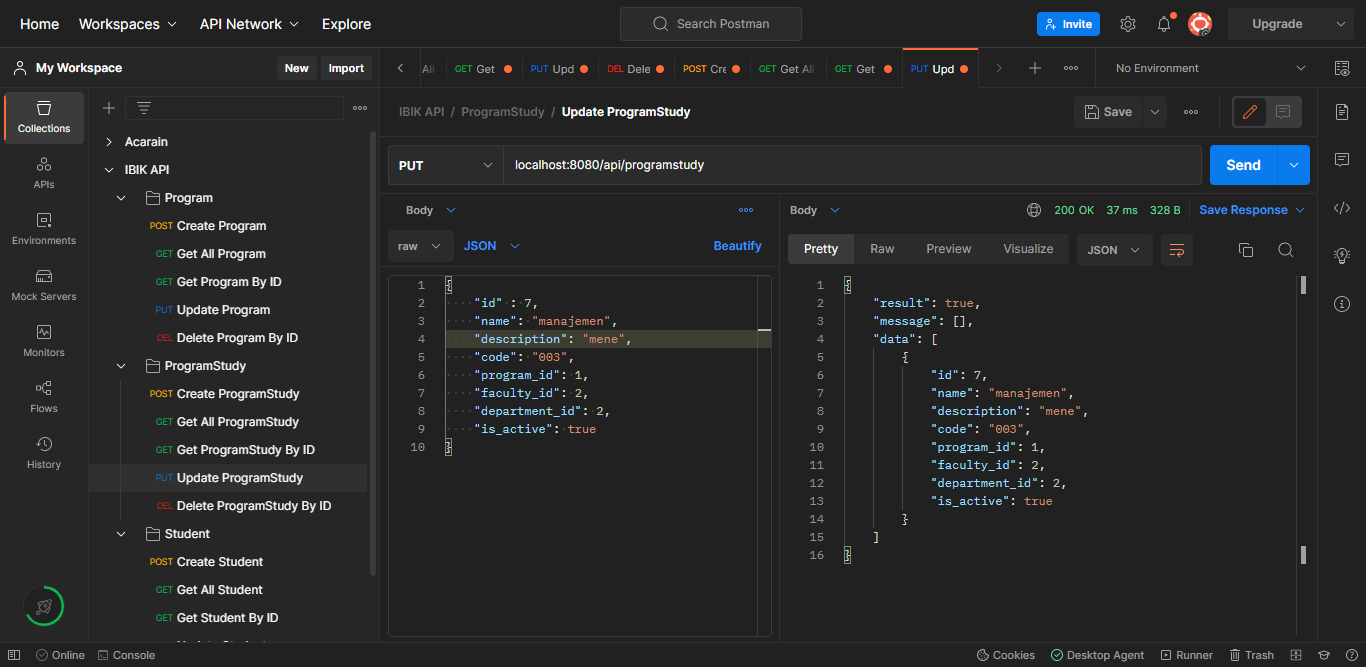 Home Workspaces API Network Explore Search Postman Invite Upgrade
My Workspace New Import
All GET Get PUT Upd DEL Dele POST Cre GET Get All GET Get PUT Upd No Environment
Collections
APIs
Environments
Mock Servers
Monitors
Flows
History
Acarain
IBIK API
Program
POST Create Program
GET Get All Program
GET Get Program By ID
PUT Update Program
DEL Delete Program By ID
ProgramStudy
POST Create ProgramStudy
GET Get All ProgramStudy
GET Get ProgramStudy By ID
PUT Update ProgramStudy
DEL Delete ProgramStudy By ID
Student
POST Create Student
GET Get All Student
GET Get Student By ID
IBIK API / ProgramStudy / Update ProgramStudy Save
PUT localhost:8080/api/programstudy Send
Body
raw JSON Beautify
1 {
2 "id" : 7,
3 "name": "manajemen",
4 "description": "mene",
5 "code": "003",
6 "program_id": 1,
7 "faculty_id": 2,
8 "department_id": 2,
9 "is_active": true
10 }
Body 200 OK 37 ms 328 B Save Response
Pretty Raw Preview Visualize JSON
1 {
2 "result": true,
3 "message": [],
4 "data": [
5 {
6 "id": 7,
7 "name": "manajemen",
8 "description": "mene",
9 "code": "003",
10 "program_id": 1,
11 "faculty_id": 2,
12 "department_id": 2,
13 "is_active": true
14 }
15 ]
16 }
Online Console Cookies Desktop Agent Runner Trash